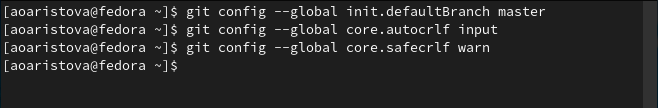 [aoaristova@fedora ~]$ git config --global init.defaultBranch master
[aoaristova@fedora ~]$ git config --global core.autocrlf input
[aoaristova@fedora ~]$ git config --global core.safecrlf warn
[aoaristova@fedora ~]$